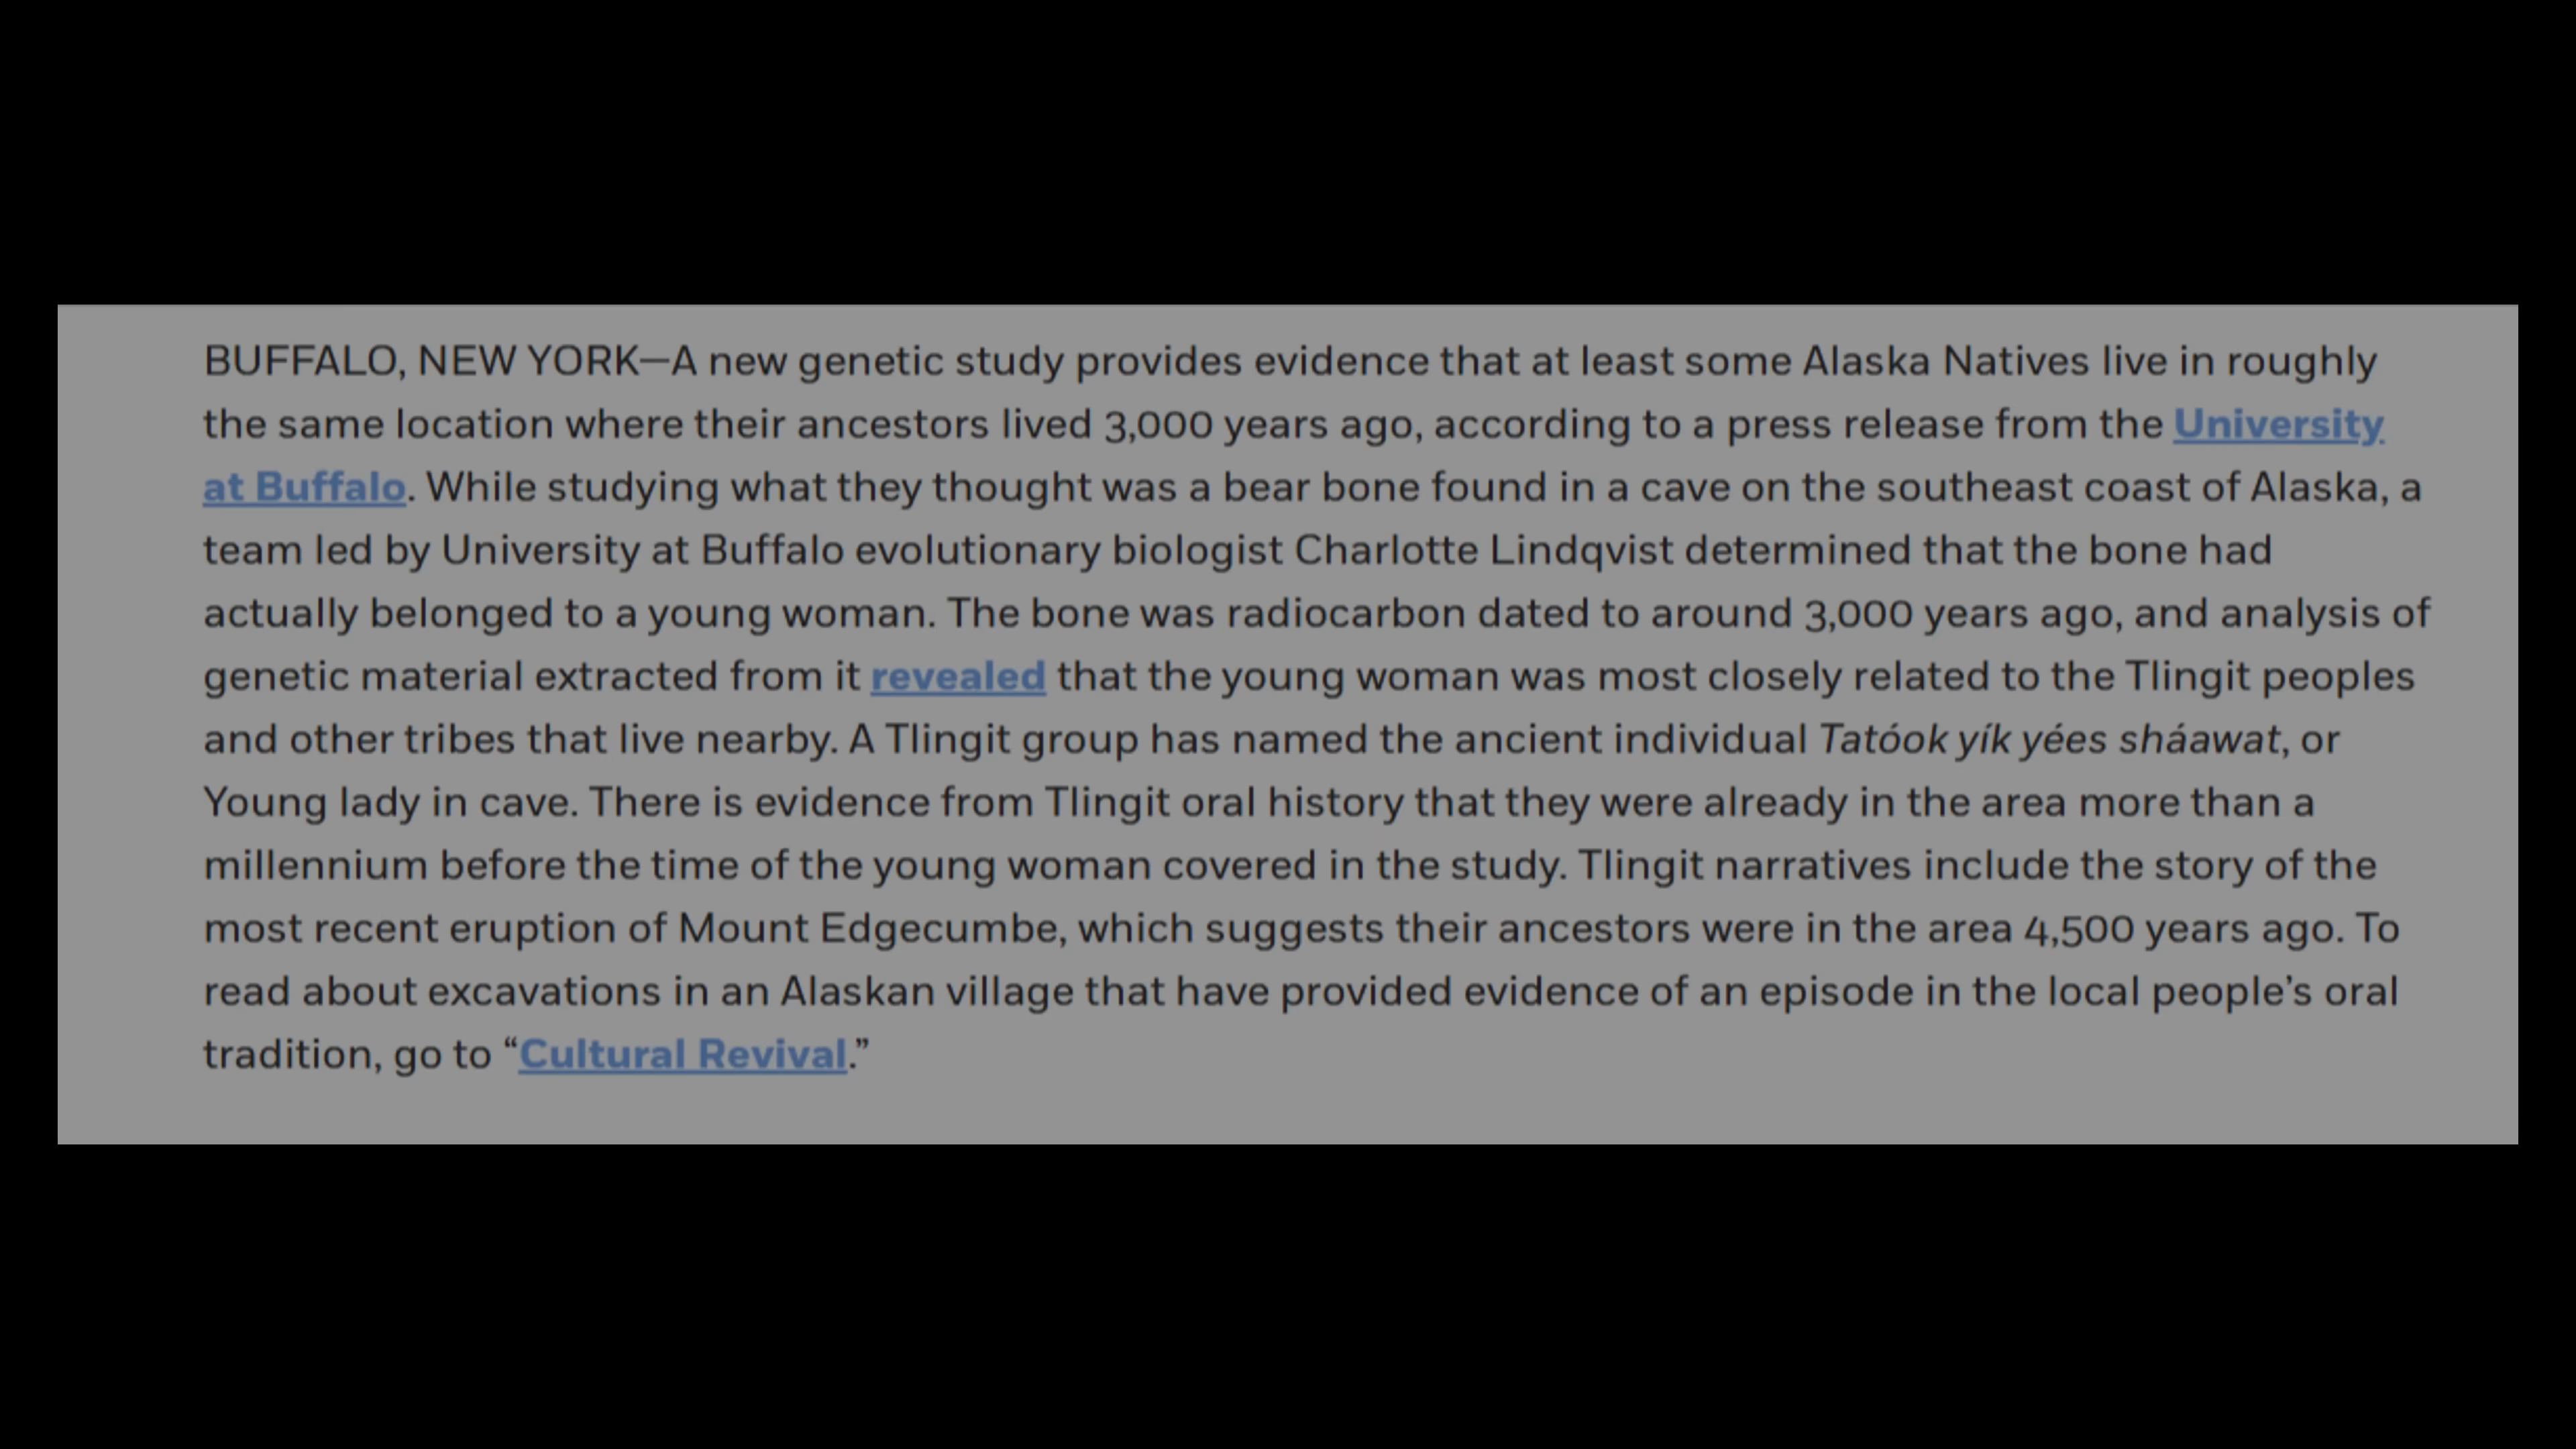 BUFFALO, NEW YORK—A new genetic study provides evidence that at least some Alaska Natives live in roughly
the same location where their ancestors lived 3,000 years ago, according to a press release from the University
at Buffalo. While studying what they thought was a bear bone found in a cave on the southeast coast of Alaska, a
team led by University at Buffalo evolutionary biologist Charlotte Lindqvist determined that the bone had
actually belonged to a young woman. The bone was radiocarbon dated to around 3,000 years ago, and analysis of
genetic material extracted from it revealed that the young woman was most closely related to the Tlingit peoples
and other tribes that live nearby. A Tlingit group has named the ancient individual Tatóok yík yées sháawat, or
Young lady in cave. There is evidence from Tlingit oral history that they were already in the area more than a
millennium before the time of the young woman covered in the study. Tlingit narratives include the story of the
most recent eruption of Mount Edgecumbe, which suggests their ancestors were in the area 4,500 years ago. To
read about excavations in an Alaskan village that have provided evidence of an episode in the local people’s oral
tradition, go to “Cultural Revival.”